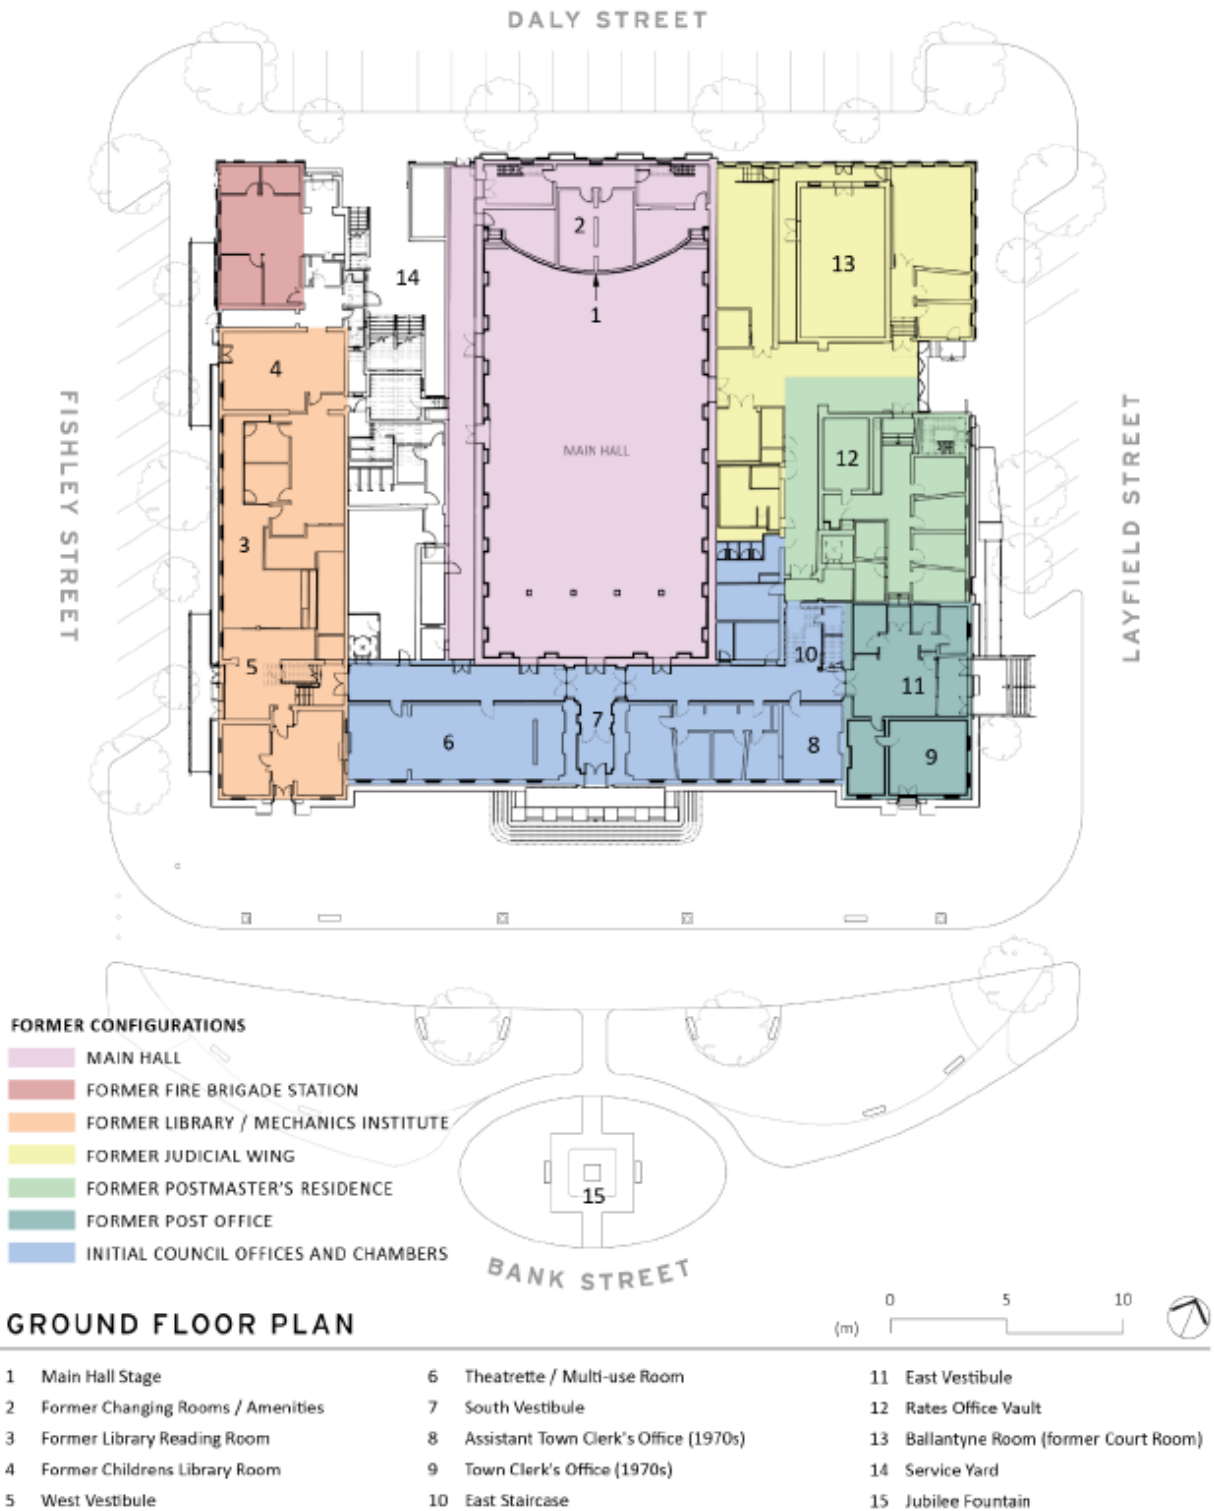 DALY STREET
2
14
13
1
4
FISHLEY STREET
LAYFIELD STREET
MAIN HALL
12
3
5
10
11
7
6
8
9
FORMER CONFIGURATIONS
MAIN HALL
FORMER FIRE BRIGADE STATION
FORMER LIBRARY / MECHANICS INSTITUTE
FORMER JUDICIAL WING
FORMER POSTMASTER'S RESIDENCE
FORMER POST OFFICE
INITIAL COUNCIL OFFICES AND CHAMBERS
15
BANK STREET
GROUND FLOOR PLAN
(m) 0 5 10
1 Main Hall Stage
2 Former Changing Rooms / Amenities
3 Former Library Reading Room
4 Former Childrens Library Room
5 West Vestibule
6 Theatrette / Multi-use Room
7 South Vestibule
8 Assistant Town Clerk's Office (1970s)
9 Town Clerk's Office (1970s)
10 East Staircase
11 East Vestibule
12 Rates Office Vault
13 Ballantyne Room (former Court Room)
14 Service Yard
15 Jubilee Fountain